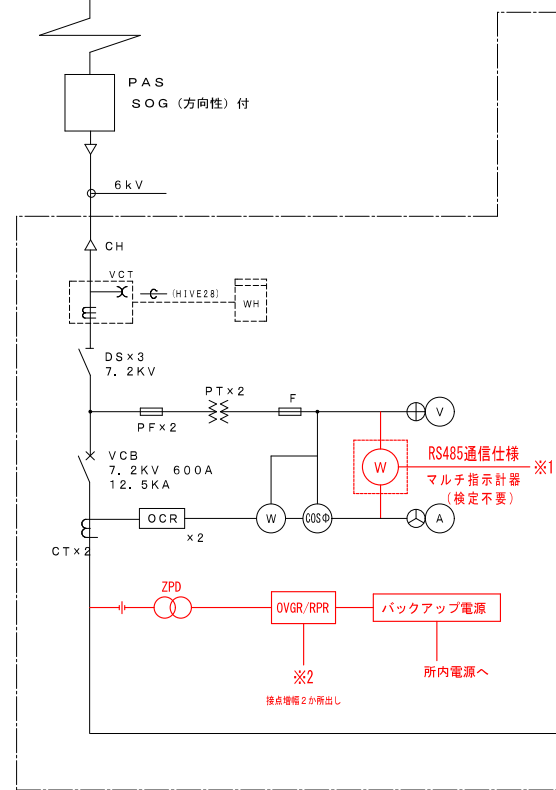 PAS
SOG (方向性) 付
6kV
CH
VCT
C (HIVE28)
WH
DS×3
7. 2KV
PT×2
F
PF×2
V
VCB
7. 2KV 600A
12. 5KA
W
RS485通信仕様
※1
マルチ指示計器
(検定不要)
OCR
×2
W
COSΦ
A
CT×2
ZPD
OVGR/RPR
バックアップ電源
※2
所内電源へ
接点増幅2か所出し